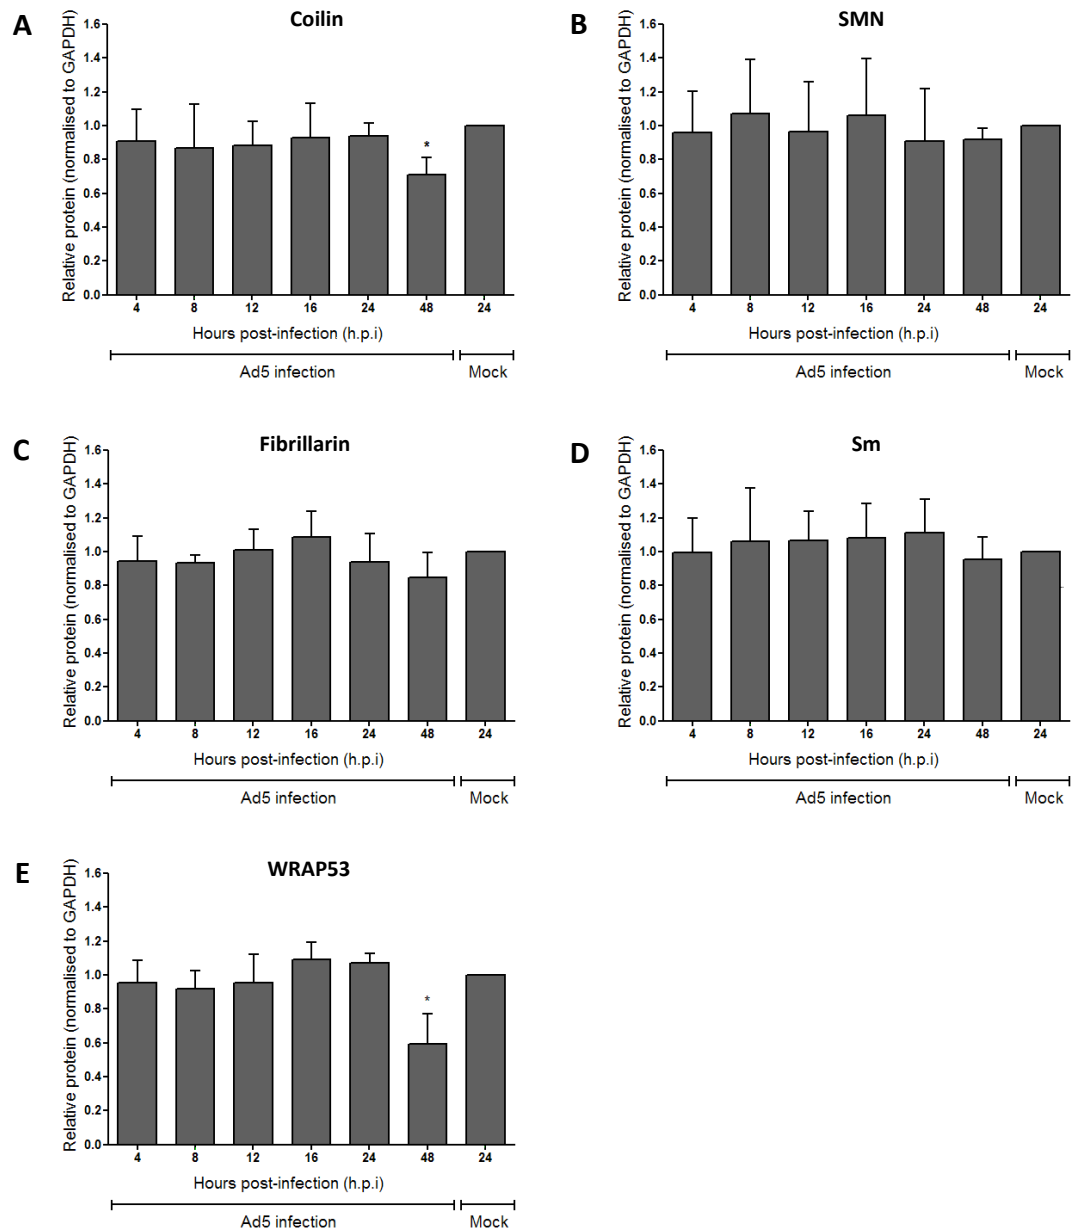 A
Coilin
Relative protein (normalised to GAPDH)
1.6
1.4
1.2
1.0
0.8
0.6
0.4
0.2
0.0
*
4 8 12 16 24 48 24
Hours post-infection (h.p.i)
Ad5 infection Mock
B
SMN
Relative protein (normalised to GAPDH)
1.6
1.4
1.2
1.0
0.8
0.6
0.4
0.2
0.0
4 8 12 16 24 48 24
Hours post-infection (h.p.i)
Ad5 infection Mock
C
Fibrillarin
Relative protein (normalised to GAPDH)
1.6
1.4
1.2
1.0
0.8
0.6
0.4
0.2
0.0
4 8 12 16 24 48 24
Hours post-infection (h.p.i)
Ad5 infection Mock
D
Sm
Relative protein (normalised to GAPDH)
1.6
1.4
1.2
1.0
0.8
0.6
0.4
0.2
0.0
4 8 12 16 24 48 24
Hours post-infection (h.p.i)
Ad5 infection Mock
E
WRAP53
Relative protein (normalised to GAPDH)
1.6
1.4
1.2
1.0
0.8
0.6
0.4
0.2
0.0
*
4 8 12 16 24 48 24
Hours post-infection (h.p.i)
Ad5 infection Mock